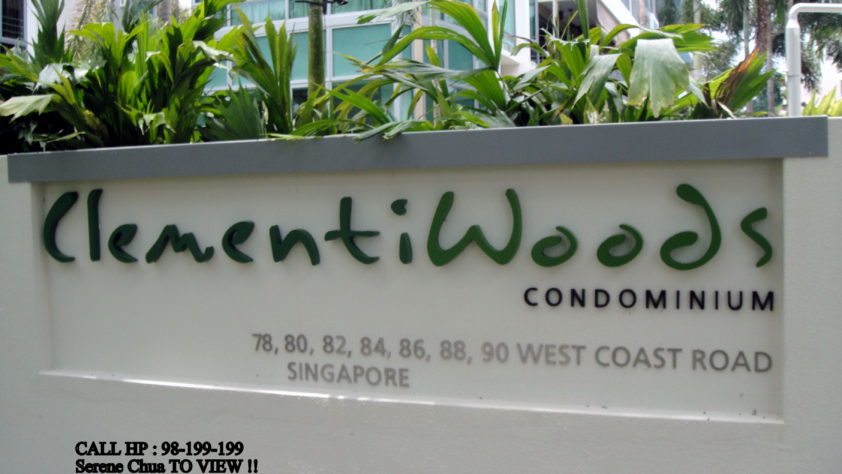 ClementiWoods
CONDOMINIUM
78, 80, 82, 84, 86, 88, 90 WEST COAST ROAD
SINGAPORE
CALL HP : 98-199-199
Serene Chua TO VIEW !!